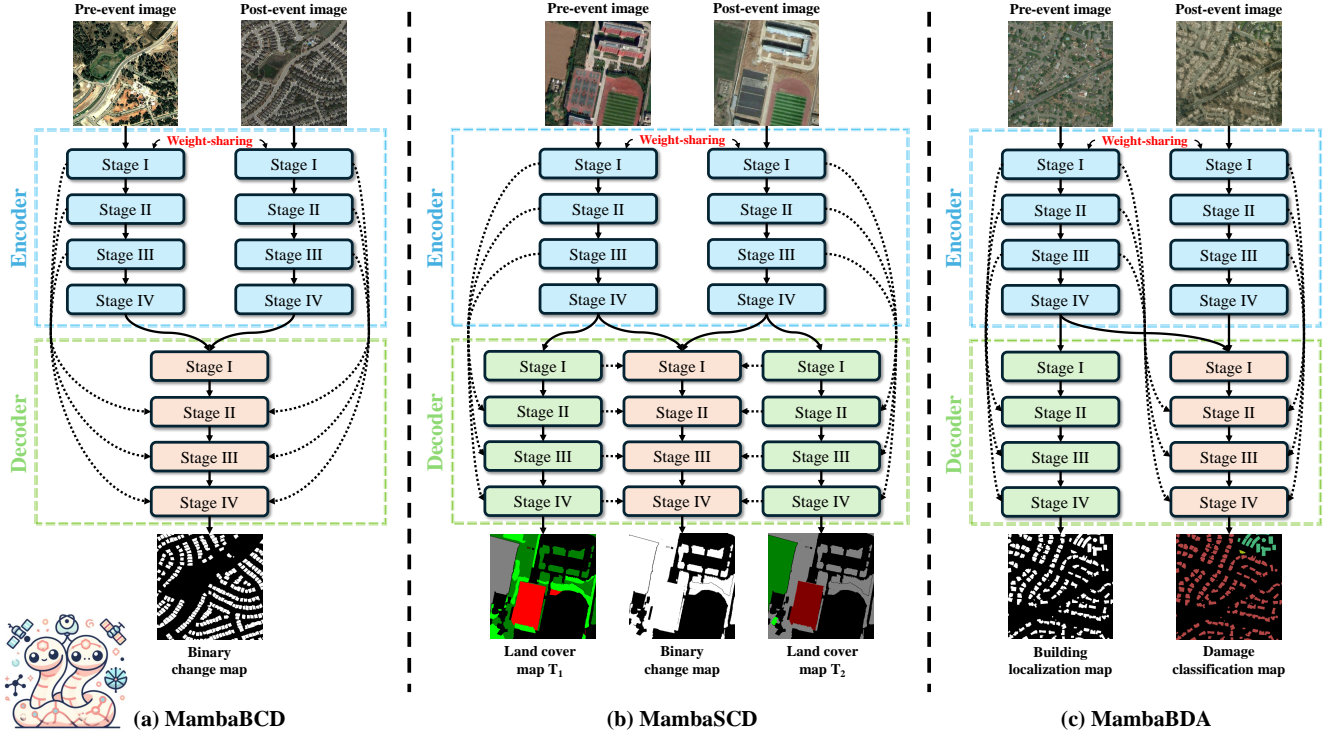 Pre-event image
Post-event image
Weight-sharing
Encoder
Stage I
Stage I
Stage II
Stage II
Stage III
Stage III
Stage IV
Stage IV
Decoder
Stage I
Stage II
Stage III
Stage IV
Binary
change map
(a) MambaBCD
Pre-event image
Post-event image
Weight-sharing
Encoder
Stage I
Stage I
Stage II
Stage II
Stage III
Stage III
Stage IV
Stage IV
Decoder
Stage I
Stage I
Stage I
Stage II
Stage II
Stage II
Stage III
Stage III
Stage III
Stage IV
Stage IV
Stage IV
Land cover
map T₁
Binary
change map
Land cover
map T₂
(b) MambaSCD
Pre-event image
Post-event image
Weight-sharing
Encoder
Stage I
Stage I
Stage II
Stage II
Stage III
Stage III
Stage IV
Stage IV
Decoder
Stage I
Stage I
Stage II
Stage II
Stage III
Stage III
Stage IV
Stage IV
Building
localization map
Damage
classification map
(c) MambaBDA